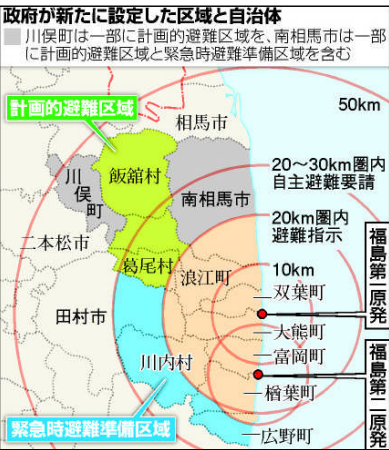 政府が新たに設定した区域と自治体
川俣町は一部に計画的避難区域を、南相馬市は一部
に計画的避難区域と緊急時避難準備区域を含む
50km
計画的避難区域
相馬市
飯舘村
川俣町
20〜30km圏内
自主避難要請
南相馬市
20km圏内
避難指示
二本松市
葛尾村
浪江町
福島第一原発
10km
双葉町
田村市
大熊町
川内村
富岡町
福島第二原発
楢葉町
緊急時避難準備区域
広野町